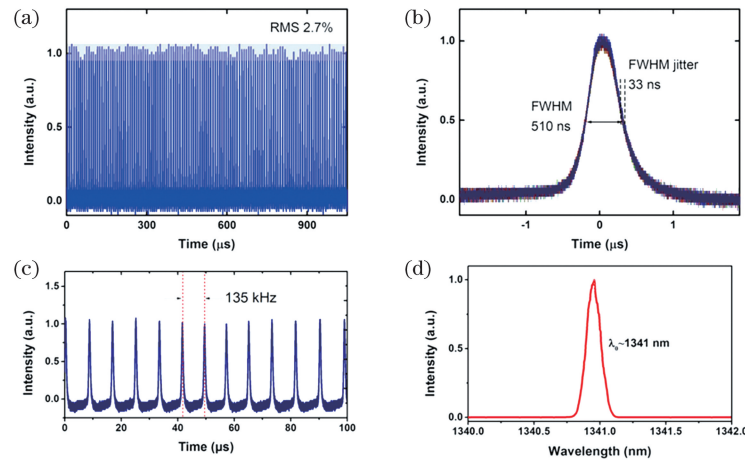 (a)
RMS 2.7%
Intensity (a.u.)
1.0
0.5
0.0
0 300 600 900
Time (μs)
(b)
FWHM jitter
33 ns
FWHM
510 ns
Intensity (a.u.)
1.0
0.5
0.0
-1 0 1
Time (μs)
(c)
135 kHz
Intensity (a.u.)
1.5
1.0
0.5
0.0
0 20 40 60 80 100
Time (μs)
(d)
λ₀~1341 nm
Intensity (a.u.)
1.0
0.5
0.0
1340.0 1340.5 1341.0 1341.5 1342.0
Wavelength (nm)